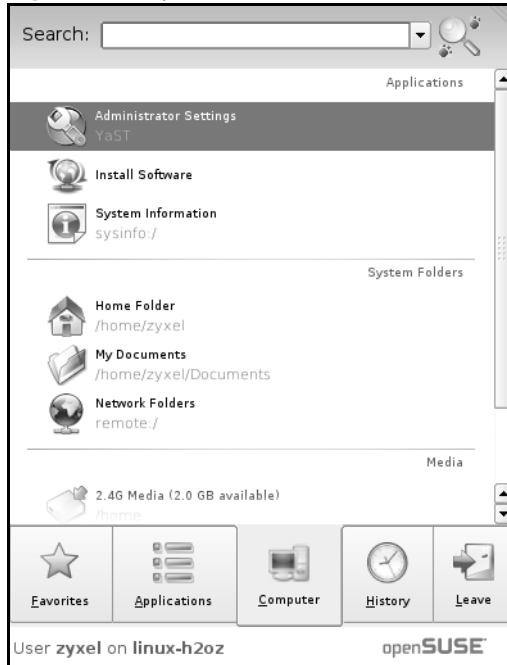 Search:
Applications
Administrator Settings
YaST
Install Software
System Information
sysinfo:/
System Folders
Home Folder
/home/zyxel
My Documents
/home/zyxel/Documents
Network Folders
remote:/
Media
2.4G Media (2.0 GB available)
/home
Favorites Applications Computer History Leave
User zyxel on linux-h2oz openSUSE